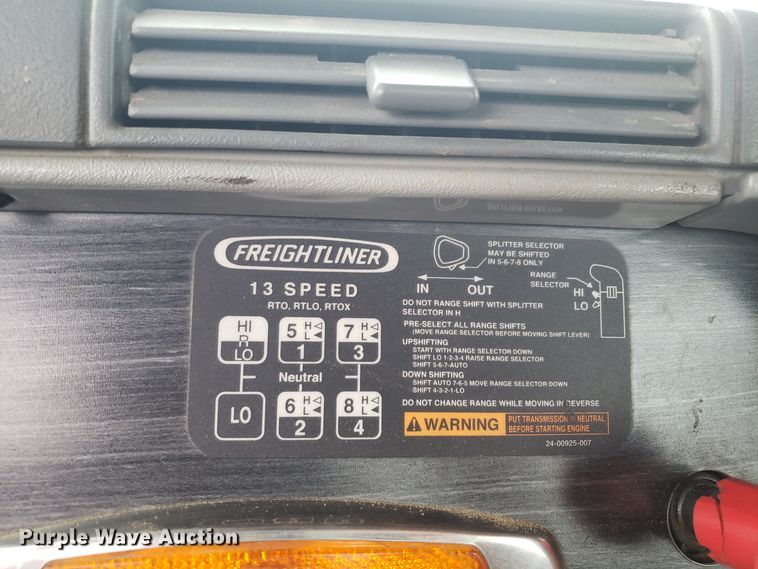 FREIGHTLINER
13 SPEED
RTO, RTLO, RTOX
HI
R
LO
5 H L
1
7 H L
3
Neutral
LO
6 H L
2
8 H L
4
SPLITTER SELECTOR
MAY BE SHIFTED
IN 5-6-7-8 ONLY
IN OUT
RANGE
SELECTOR
HI
LO
DO NOT RANGE SHIFT WITH SPLITTER
SELECTOR IN H
PRE-SELECT ALL RANGE SHIFTS
(MOVE RANGE SELECTOR BEFORE MOVING SHIFT LEVER)
UPSHIFTING
START WITH RANGE SELECTOR DOWN
SHIFT LO 1-2-3-4 RAISE RANGE SELECTOR
SHIFT 5-6-7-AUTO
DOWN SHIFTING
SHIFT AUTO 7-6-5 MOVE RANGE SELECTOR DOWN
SHIFT 4-3-2-1-LO
DO NOT CHANGE RANGE WHILE MOVING IN REVERSE
WARNING
PUT TRANSMISSION IN NEUTRAL
BEFORE STARTING ENGINE
24-00925-007
Purple Wave Auction